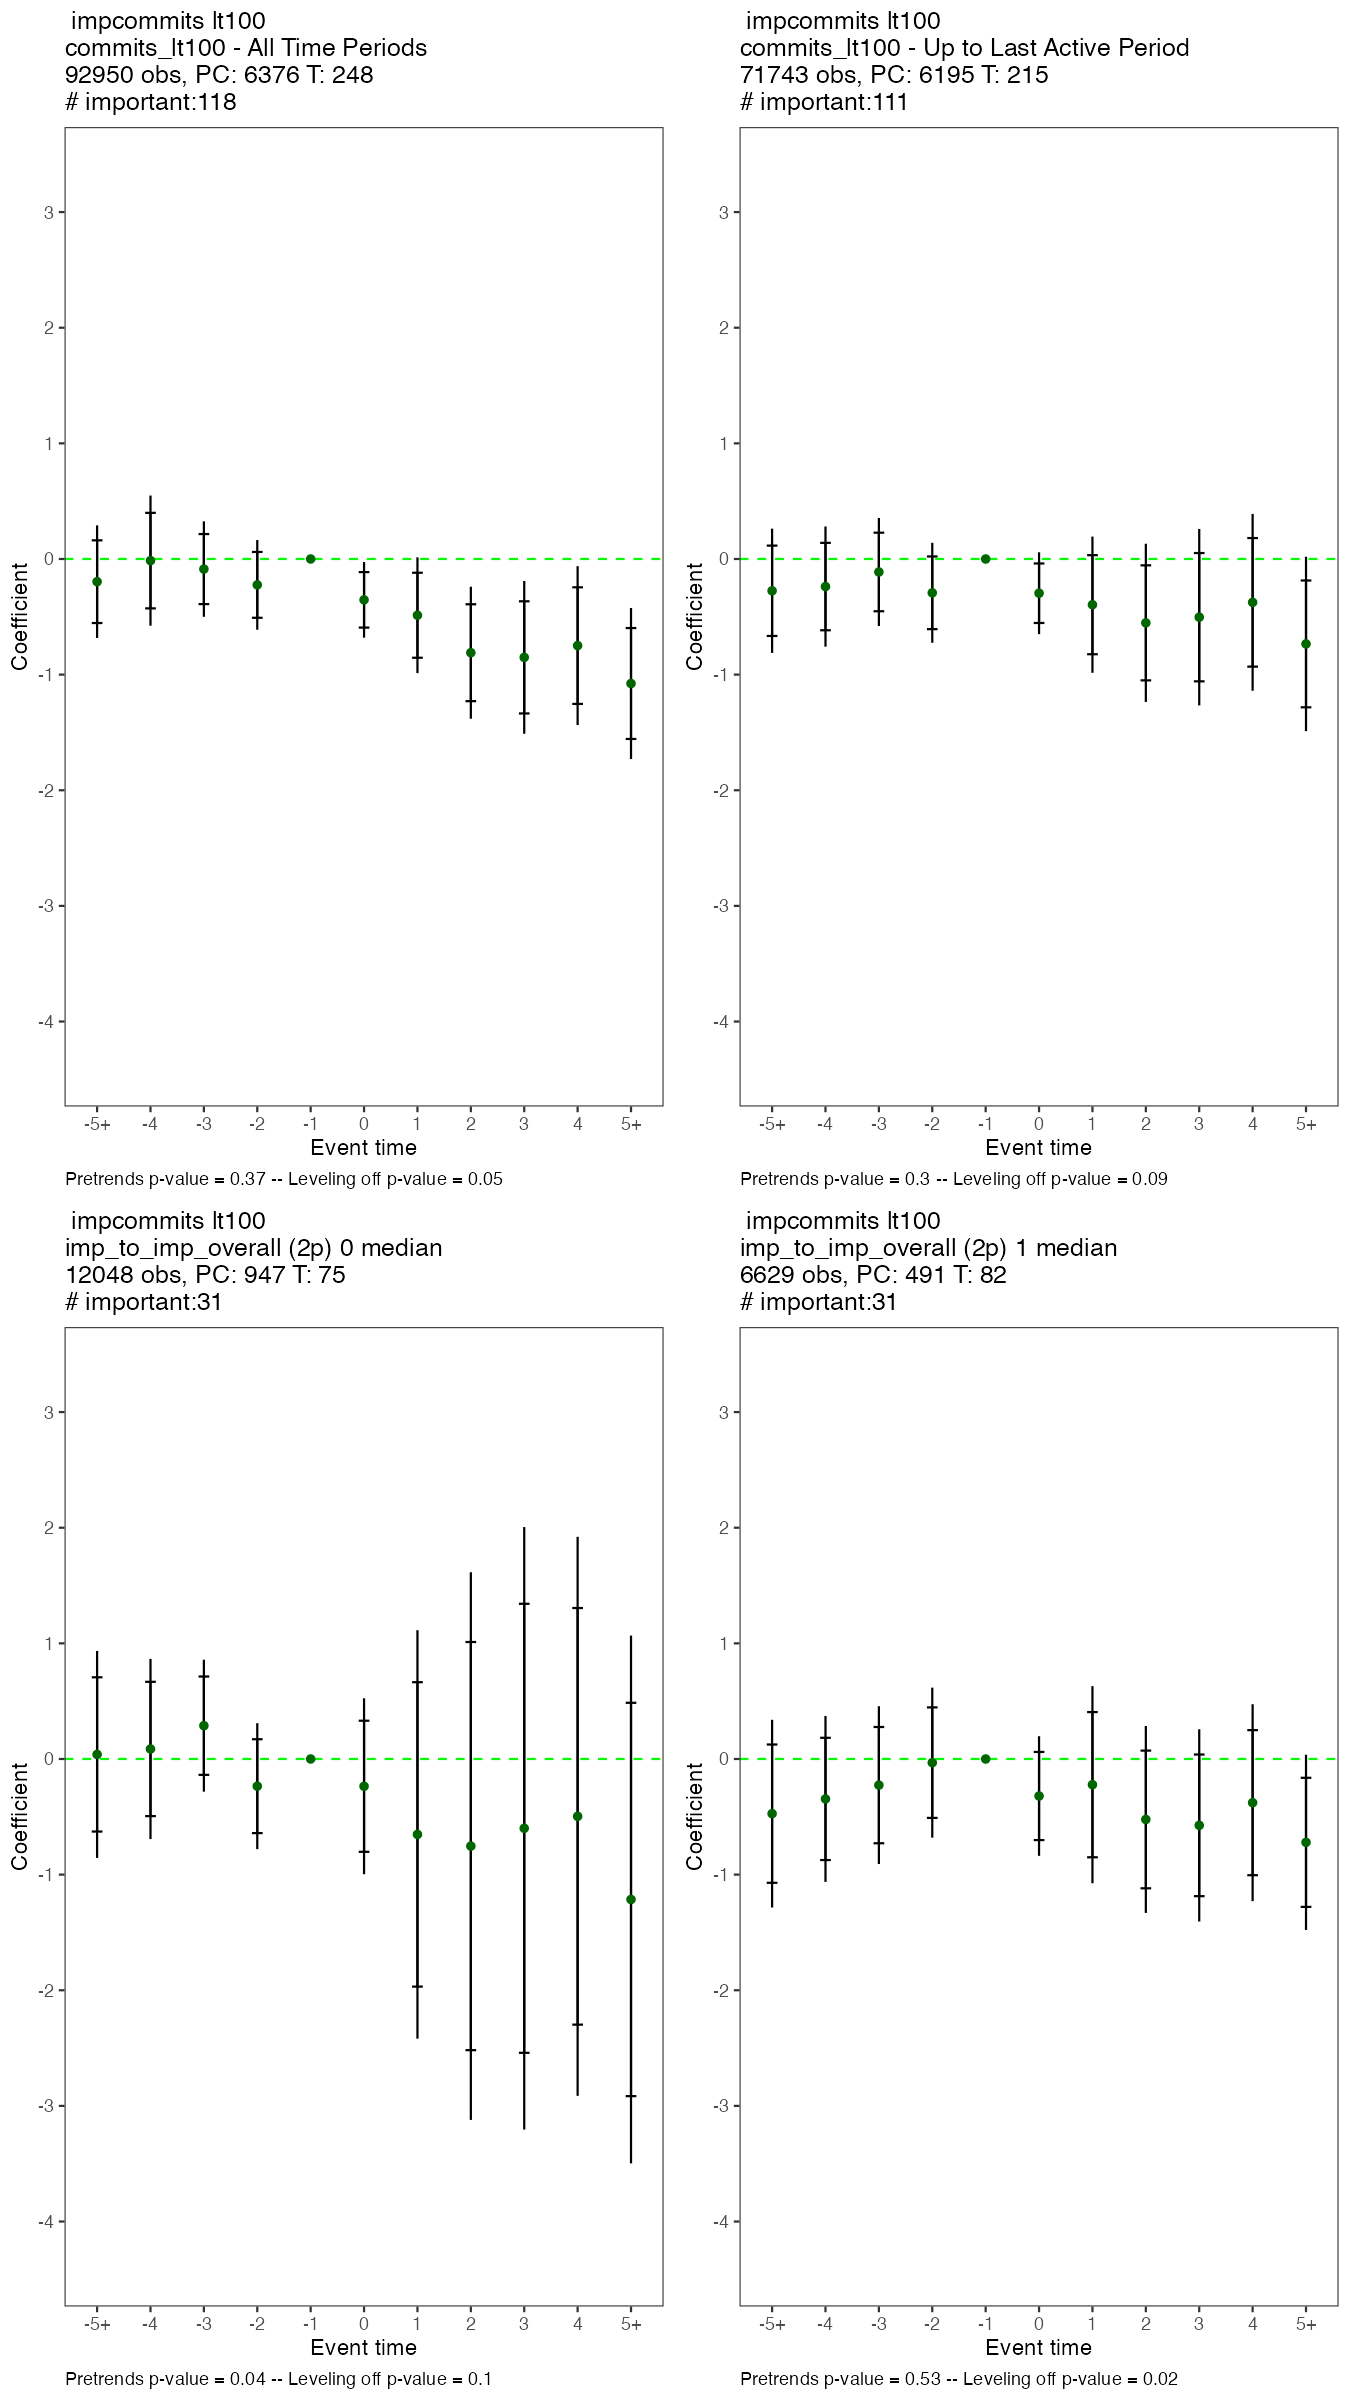 impcommits lt100
commits_lt100 - All Time Periods
92950 obs, PC: 6376 T: 248
# important:118
3
2
1
0
-1
-2
-3
-4
Coefficient
-5+ -4 -3 -2 -1 0 1 2 3 4 5+
Event time
Pretrends p-value = 0.37 -- Leveling off p-value = 0.05
impcommits lt100
commits_lt100 - Up to Last Active Period
71743 obs, PC: 6195 T: 215
# important:111
3
2
1
0
-1
-2
-3
-4
Coefficient
-5+ -4 -3 -2 -1 0 1 2 3 4 5+
Event time
Pretrends p-value = 0.3 -- Leveling off p-value = 0.09
impcommits lt100
imp_to_imp_overall (2p) 0 median
12048 obs, PC: 947 T: 75
# important:31
3
2
1
0
-1
-2
-3
-4
Coefficient
-5+ -4 -3 -2 -1 0 1 2 3 4 5+
Event time
Pretrends p-value = 0.04 -- Leveling off p-value = 0.1
impcommits lt100
imp_to_imp_overall (2p) 1 median
6629 obs, PC: 491 T: 82
# important:31
3
2
1
0
-1
-2
-3
-4
Coefficient
-5+ -4 -3 -2 -1 0 1 2 3 4 5+
Event time
Pretrends p-value = 0.53 -- Leveling off p-value = 0.02